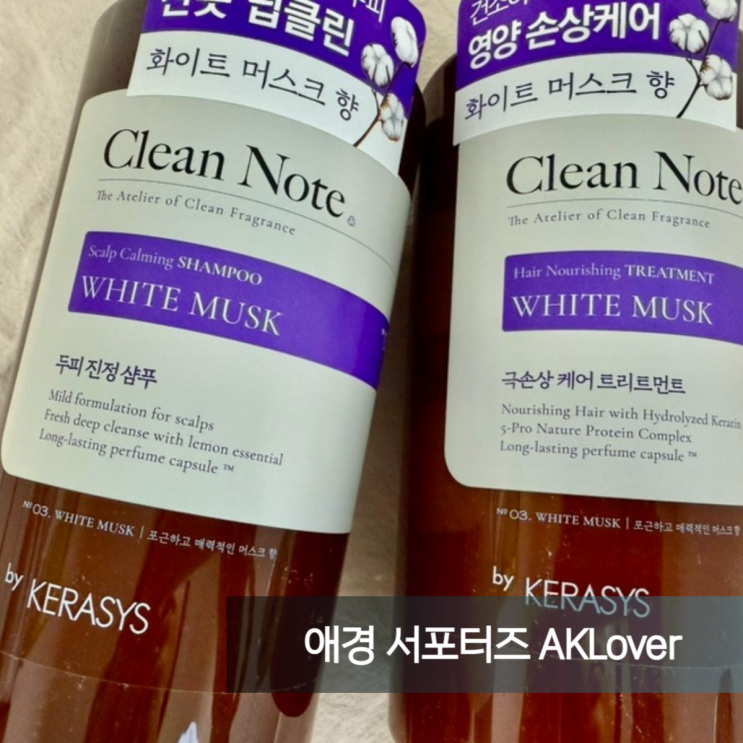 딥클린
화이트 머스크 향
Clean Note
The Atelier of Clean Fragrance
Scalp Calming SHAMPOO
WHITE MUSK
두피 진정 샴푸
Mild formulation for scalps
Fresh deep cleanse with lemon essential
Long-lasting perfume capsule ™
Nº 03. WHITE MUSK | 포근하고 매력적인 머스크 향
by KERASYS
영양 손상케어
화이트 머스크 향
Clean Note
The Atelier of Clean Fragrance
Hair Nourishing TREATMENT
WHITE MUSK
극손상 케어 트리트먼트
Nourishing Hair with Hydrolyzed Keratin
5-Pro Nature Protein Complex
Long-lasting perfume capsule ™
Nº 03. WHITE MUSK | 포근하고 매력적인 머스크
by KERASYS
애경 서포터즈 AKLover